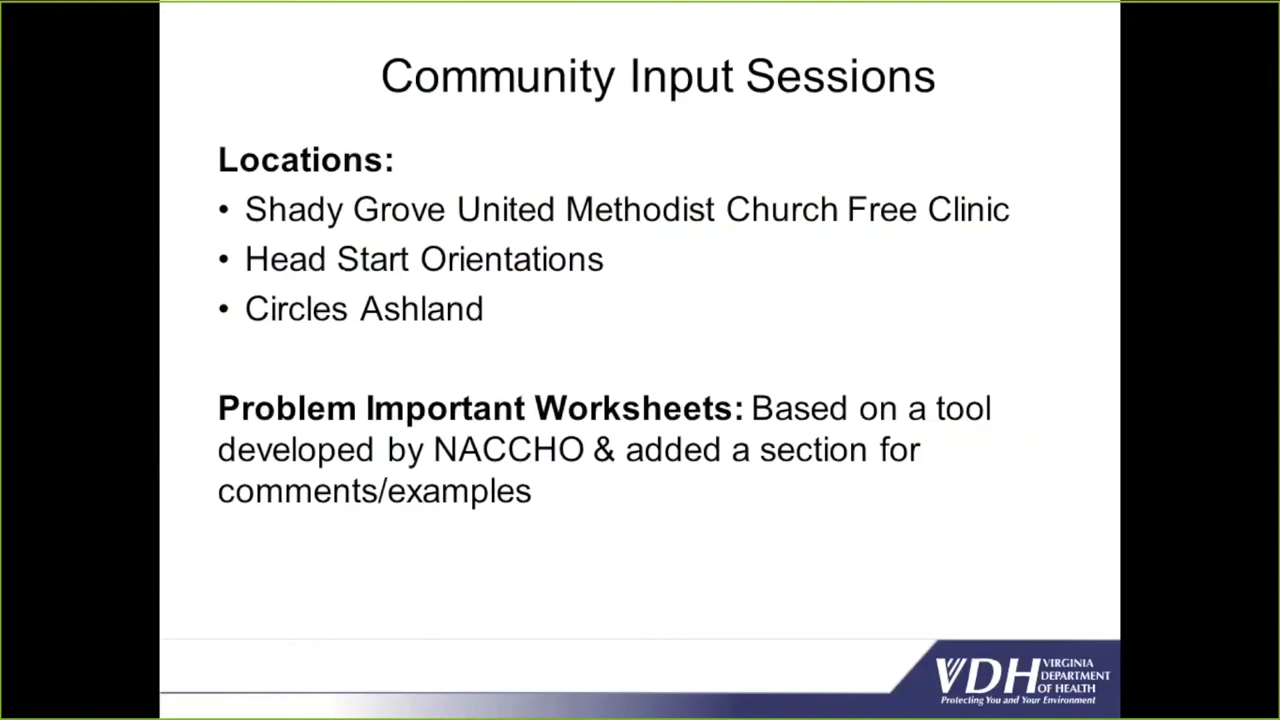 Community Input Sessions
Locations:
• Shady Grove United Methodist Church Free Clinic
• Head Start Orientations
• Circles Ashland
Problem Important Worksheets: Based on a tool
developed by NACCHO & added a section for
comments/examples
VDH VIRGINIA
DEPARTMENT
OF HEALTH
Protecting You and Your Environment